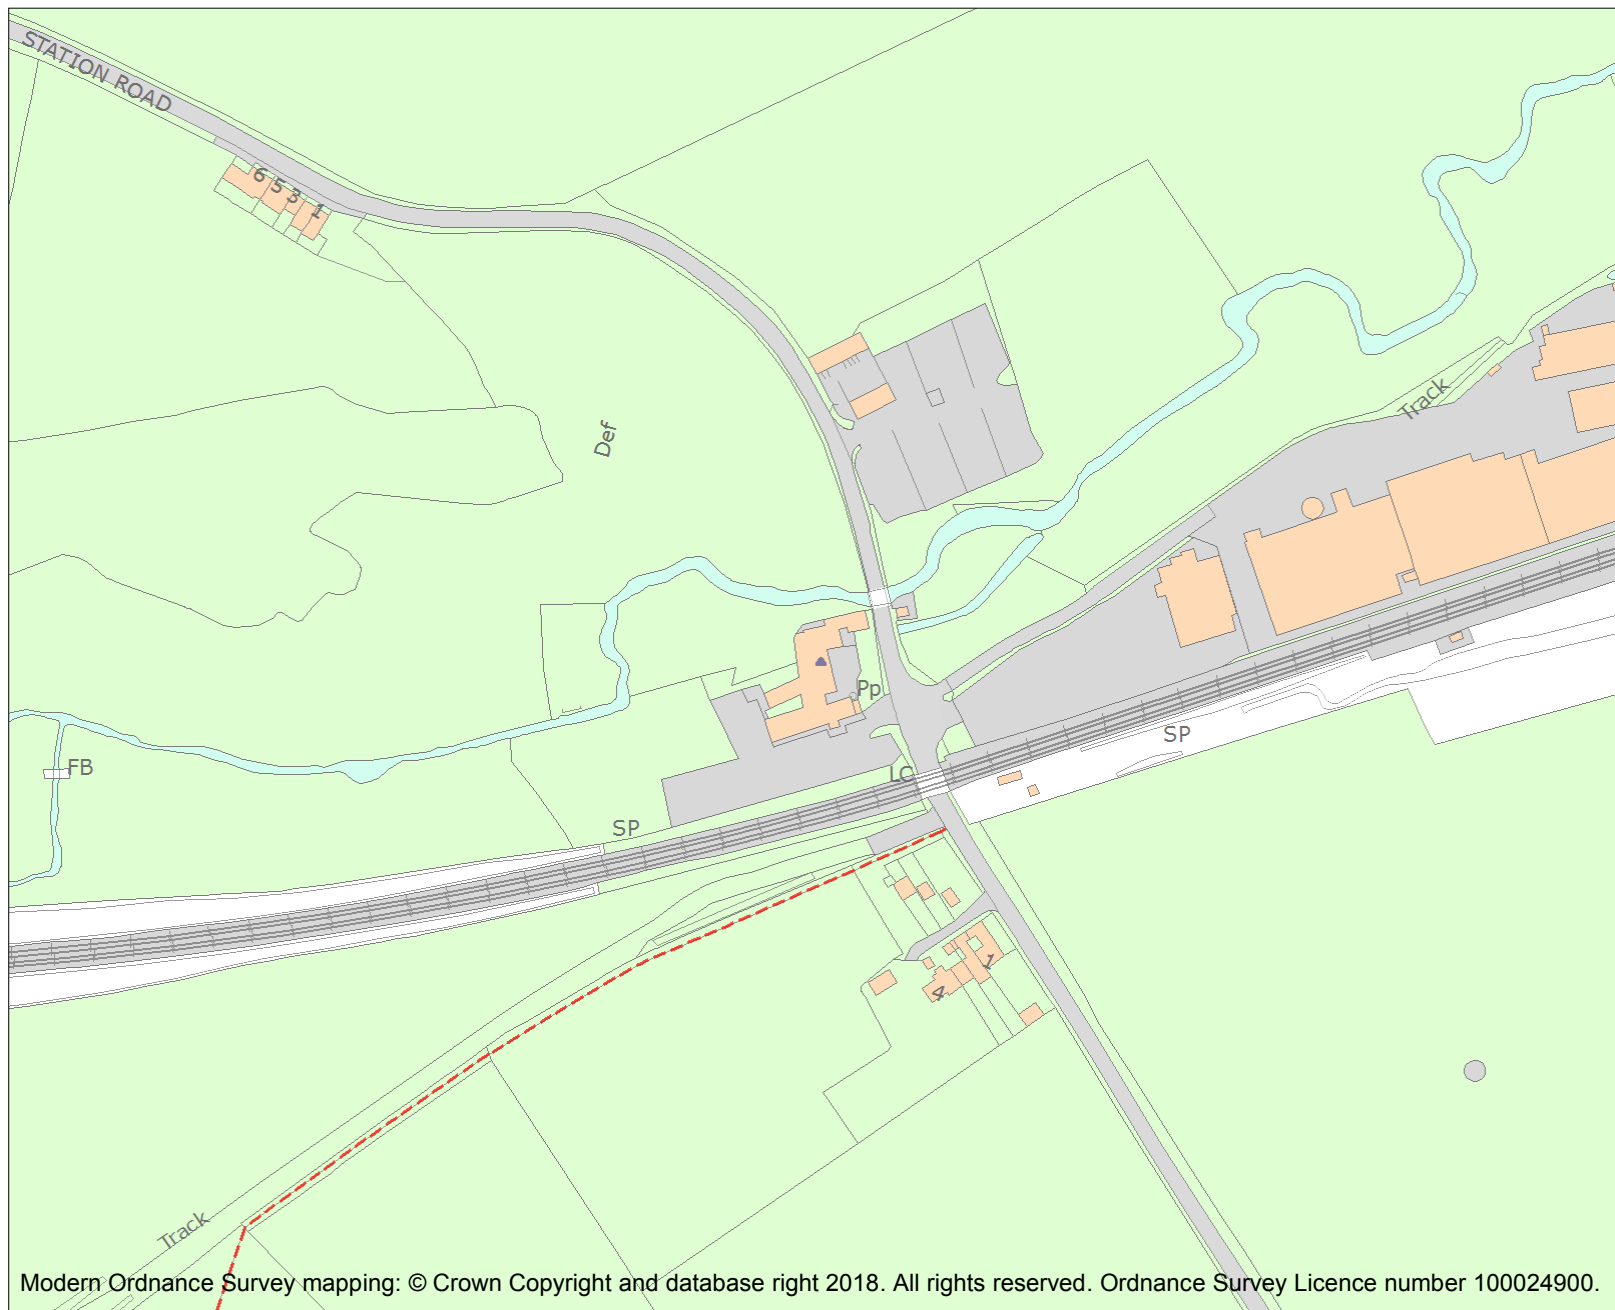 STATION ROAD
6
5
3
1
Def
Track
Pp
LC
SP
FB
SP
1
4
Track
Modern Ordnance Survey mapping: © Crown Copyright and database right 2018. All rights reserved. Ordnance Survey Licence number 100024900.